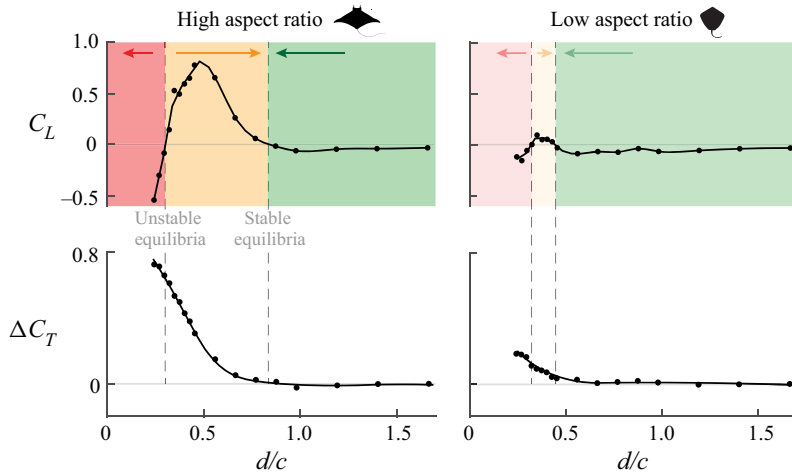 High aspect ratio
Low aspect ratio
1.0
0.5
0
−0.5
C_L
Unstable equilibria
Stable equilibria
0.8
0
ΔC_T
0 0.5 1.0 1.5
0 0.5 1.0 1.5
d/c
d/c